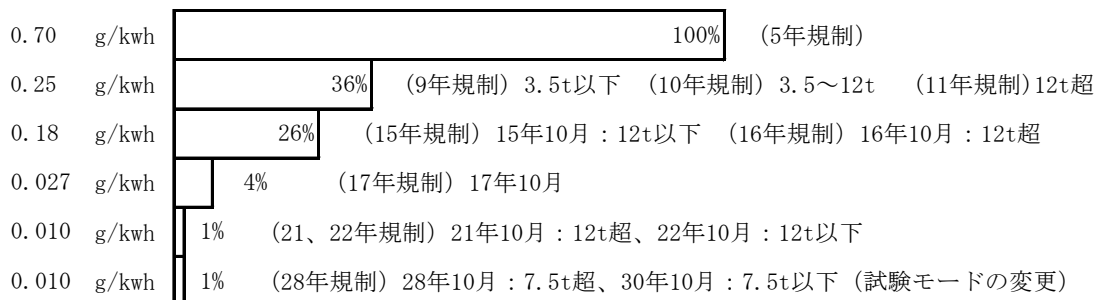 0.70 g/kwh 100% (5年規制)
0.25 g/kwh 36% (9年規制) 3.5t以下 (10年規制) 3.5～12t (11年規制)12t超
0.18 g/kwh 26% (15年規制) 15年10月：12t以下 (16年規制) 16年10月：12t超
0.027 g/kwh 4% (17年規制) 17年10月
0.010 g/kwh 1% (21、22年規制) 21年10月：12t超、22年10月：12t以下
0.010 g/kwh 1% (28年規制) 28年10月：7.5t超、30年10月：7.5t以下 (試験モードの変更)